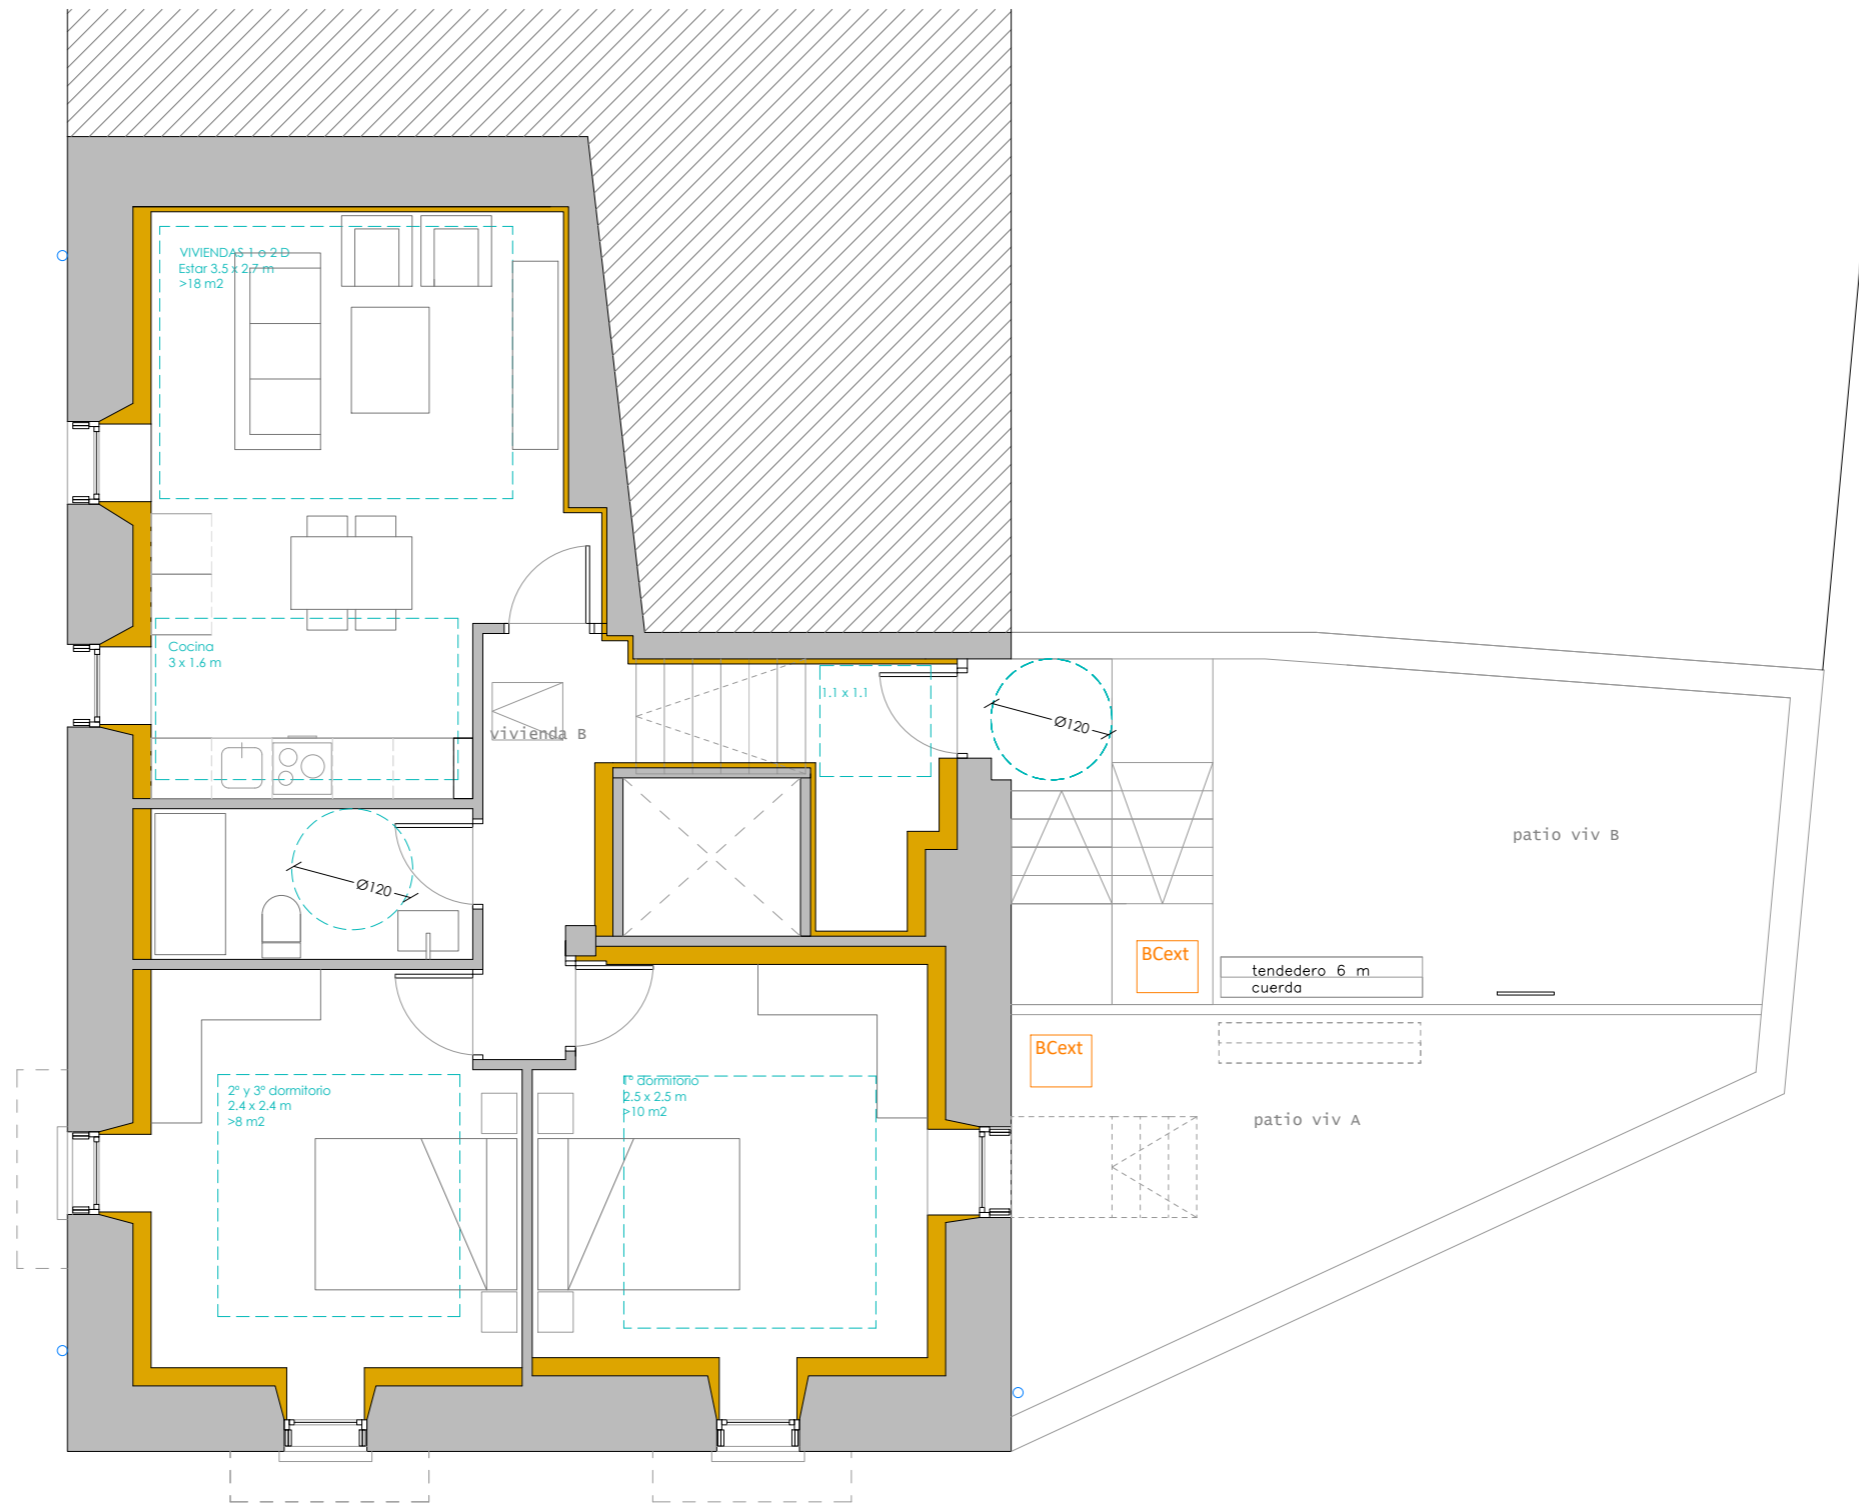 VIVIENDAS 1 o 2 D
Estar 3.5 x 2.7 m
>18 m2
Cocina
3 x 1.6 m
1.1 x 1.1
Ø120
vivienda B
patio viv B
Ø120
BCext
tendedero 6 m
cuerda
BCext
2º y 3º dormitorio
2.4 x 2.4 m
>8 m2
1º dormitorio
2.5 x 2.5 m
>10 m2
patio viv A